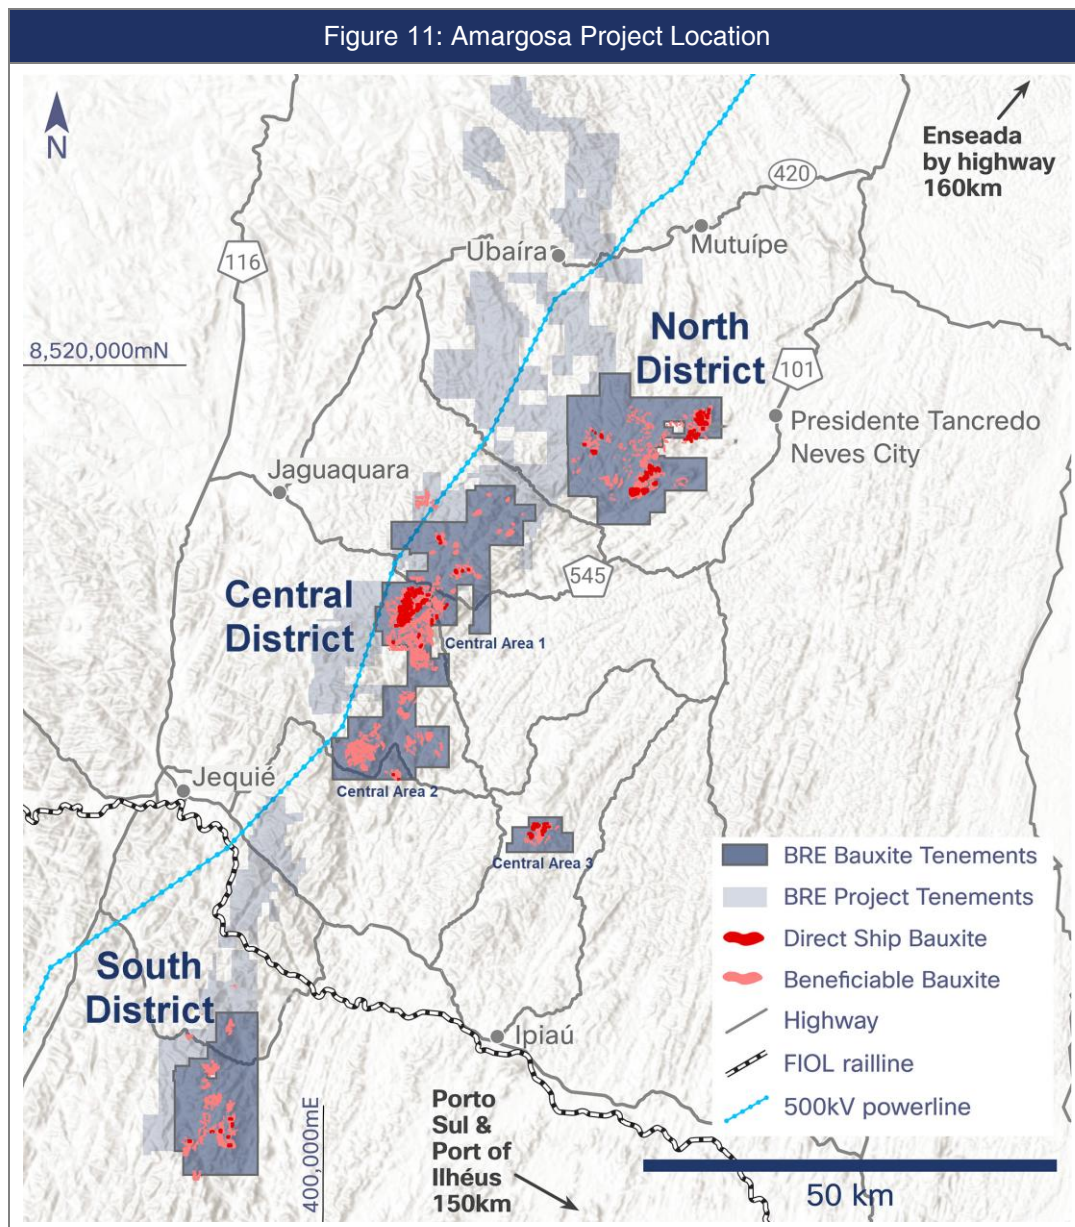 Figure 11: Amargosa Project Location
N
Enseada
by highway
160km
420
Mutuípe
Ubaíra
116
8,520,000mN
North
District
101
Presidente Tancredo
Neves City
Jaguaquara
545
Central
District
Central Area 1
Jequié
Central Area 2
Central Area 3
BRE Bauxite Tenements
BRE Project Tenements
Direct Ship Bauxite
Beneficiable Bauxite
Highway
FIOL railline
500kV powerline
South
District
Ipiaú
400,000mE
Porto
Sul &
Port of
Ilhéus
150km
50 km